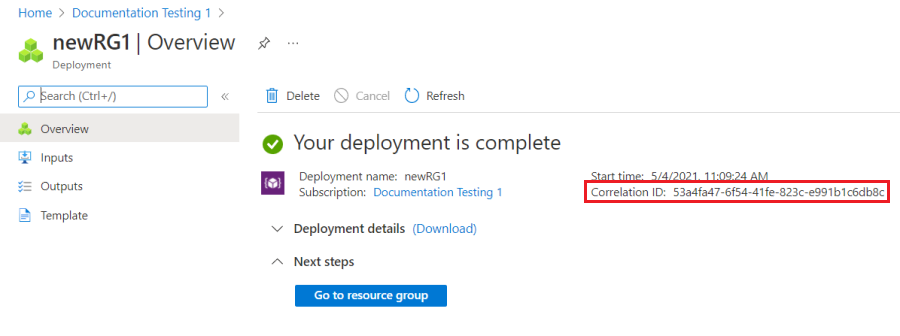 Home > Documentation Testing 1 >
newRG1 | Overview ...
Deployment
Search (Ctrl+/) «
Overview
Inputs
Outputs
Template
Delete Cancel Refresh
Your deployment is complete
Deployment name: newRG1
Subscription: Documentation Testing 1
Start time: 5/4/2021, 11:09:24 AM
Correlation ID: 53a4fa47-6f54-41fe-823c-e991b1c6db8c
Deployment details (Download)
Next steps
Go to resource group